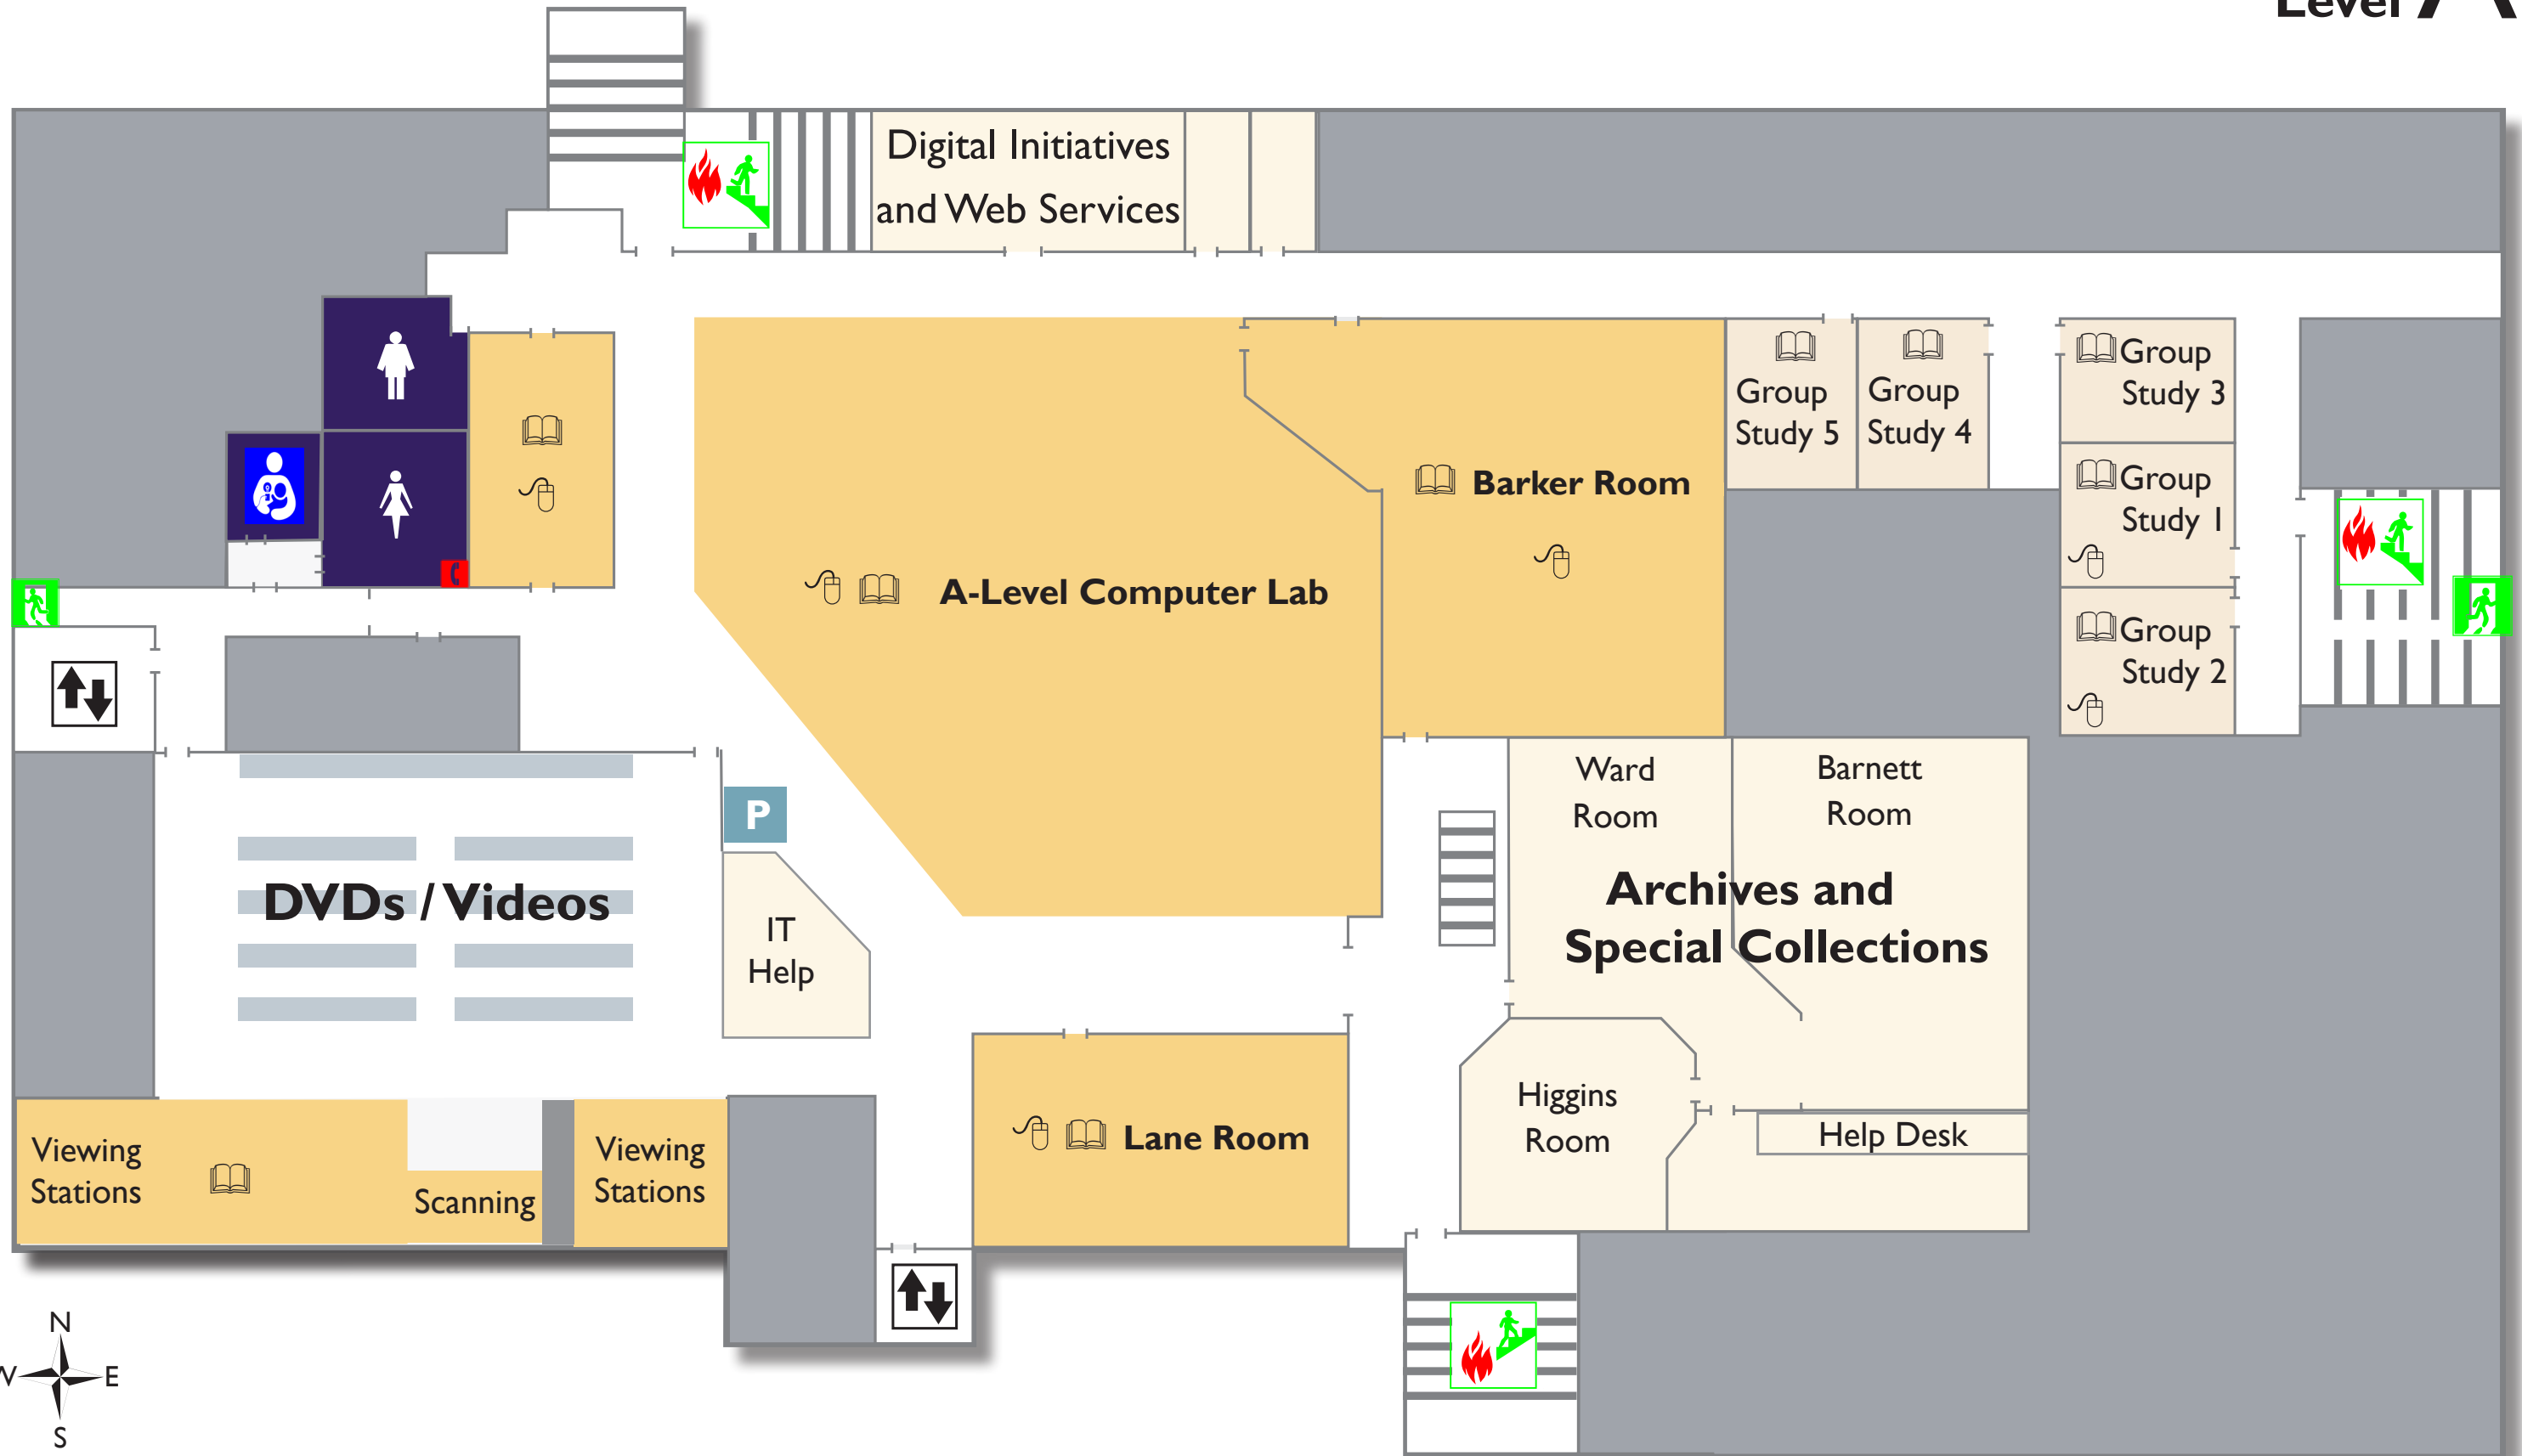 Level A
Digital Initiatives
and Web Services
Group
Study 5
Group
Study 4
Group
Study 3
Group
Study 1
Group
Study 2
Barker Room
A-Level Computer Lab
P
IT
Help
DVDs / Videos
Ward
Room
Barnett
Room
Archives and
Special Collections
Higgins
Room
Help Desk
Lane Room
Viewing
Stations
Scanning
Viewing
Stations
N
W
E
S